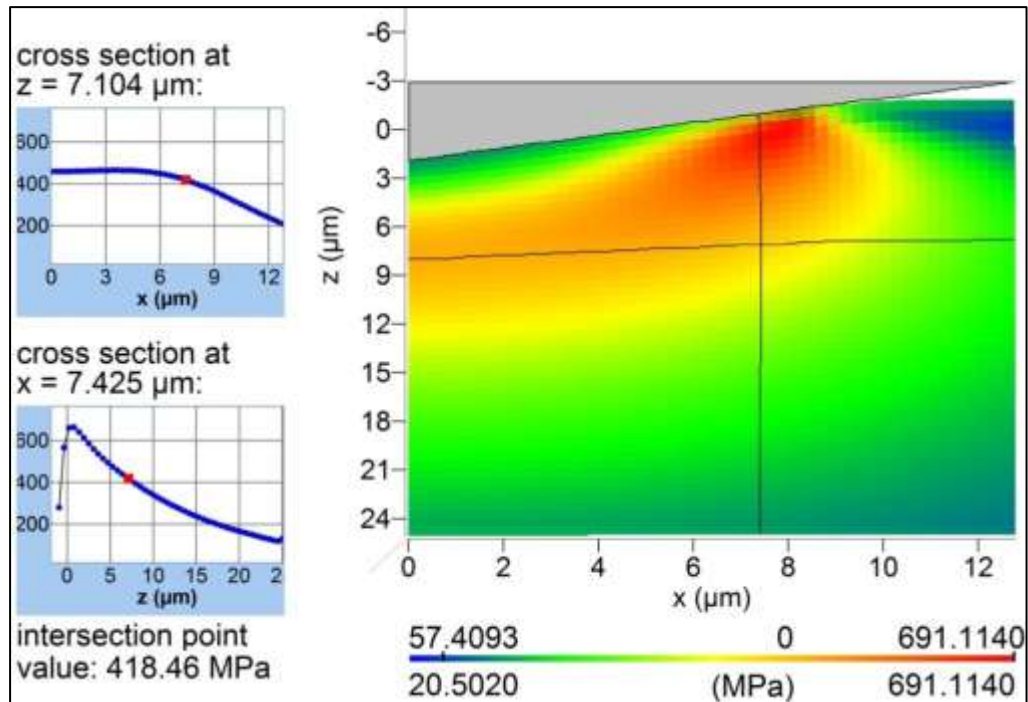 cross section at
z = 7.104 µm:
600
400
200
0 3 6 9 12
x (µm)
cross section at
x = 7.425 µm:
600
400
200
0 5 10 15 20 2
z (µm)
intersection point
value: 418.46 MPa
-6
-3
0
3
6
9
12
15
18
21
24
z (µm)
0 2 4 6 8 10 12
x (µm)
57.4093 0 691.1140
20.5020 (MPa) 691.1140